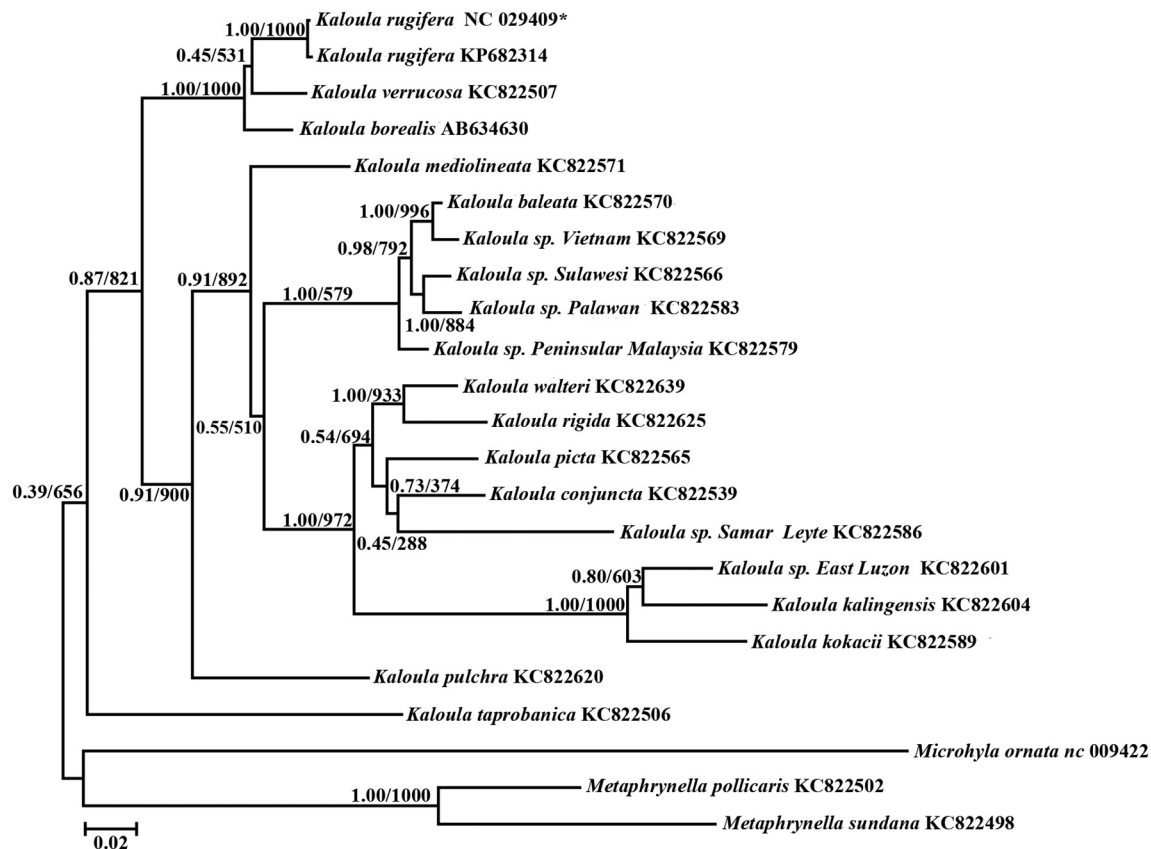 Kaloula rugifera NC 029409*
1.00/1000
0.45/531
Kaloula rugifera KP682314
1.00/1000
Kaloula verrucosa KC822507
Kaloula borealis AB634630
Kaloula mediolineata KC822571
Kaloula baleata KC822570
1.00/996
Kaloula sp. Vietnam KC822569
0.98/792
Kaloula sp. Sulawesi KC822566
0.87/821
0.91/892
1.00/579
Kaloula sp. Palawan KC822583
1.00/884
Kaloula sp. Peninsular Malaysia KC822579
Kaloula walteri KC822639
1.00/933
Kaloula rigida KC822625
0.55/510
0.54/694
Kaloula picta KC822565
0.73/374
0.39/656
0.91/900
Kaloula conjuncta KC822539
1.00/972
Kaloula sp. Samar Leyte KC822586
0.45/288
Kaloula sp. East Luzon KC822601
0.80/603
1.00/1000
Kaloula kalingensis KC822604
Kaloula kokacii KC822589
Kaloula pulchra KC822620
Kaloula taprobanica KC822506
Microhyla ornata nc 009422
Metaphrynella pollicaris KC822502
1.00/1000
Metaphrynella sundana KC822498
0.02